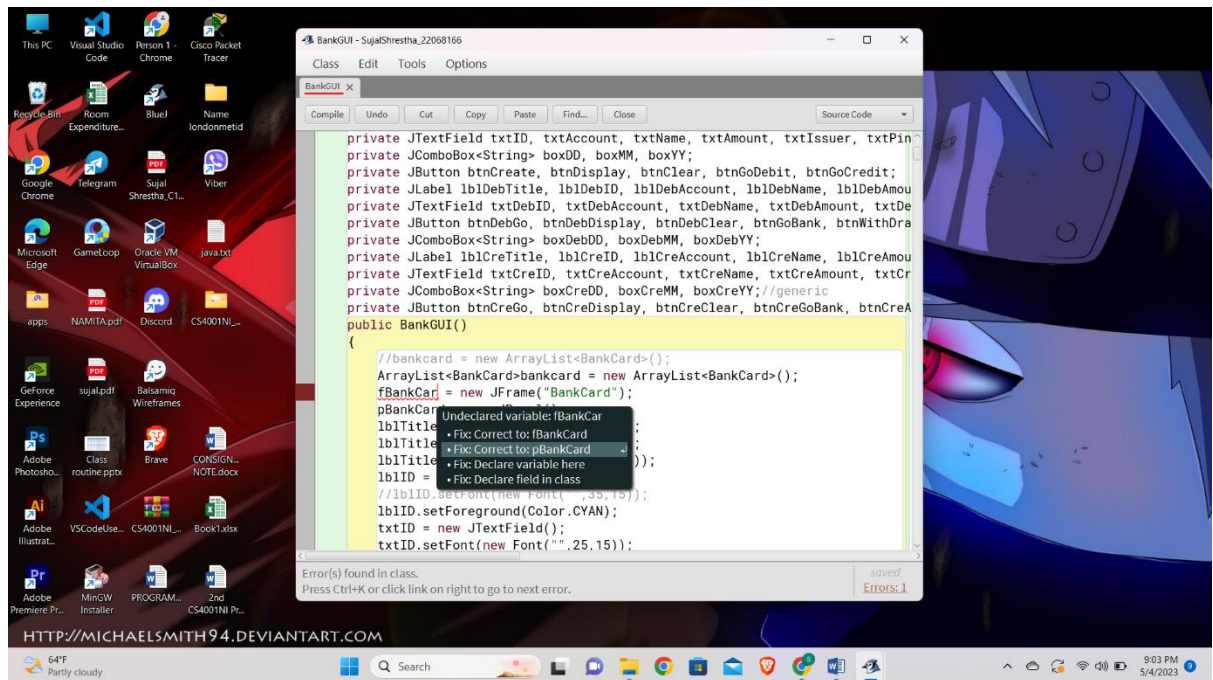 This PC
Visual Studio Code
Person 1 - Chrome
Cisco Packet Tracer
Recycle Bin
Room Expenditure...
BlueJ
Name londonmetid
Google Chrome
Telegram
Sujal Shrestha_C1...
Viber
Microsoft Edge
GameLoop
Oracle VM VirtualBox
java.txt
apps
NAMITA.pdf
Discord
CS4001NI_...
GeForce Experience
sujal.pdf
Balsamiq Wireframes
Adobe Photosho...
Class routine.pptx
Brave
CONSIGN... NOTE.docx
Adobe Illustrat...
VSCodeUse...
CS4001NI_...
Book1.xlsx
Adobe Premiere Pr...
MinGW Installer
PROGRAM...
2nd CS4001NI Pr...
HTTP://MICHAELSMITH94.DEVIANTART.COM
BankGUI - SujalShrestha_22068166
Class Edit Tools Options
BankGUI
Compile Undo Cut Copy Paste Find... Close Source Code
private JTextField txtID, txtAccount, txtName, txtAmount, txtIssuer, txtPin
private JComboBox<String> boxDD, boxMM, boxYY;
private JButton btnCreate, btnDisplay, btnClear, btnGoDebit, btnGoCredit;
private JLabel lblDebTitle, lblDebID, lblDebAccount, lblDebName, lblDebAmou
private JTextField txtDebID, txtDebAccount, txtDebName, txtDebAmount, txtDe
private JButton btnDebGo, btnDebDisplay, btnDebClear, btnGoBank, btnWithDra
private JComboBox<String> boxDebDD, boxDebMM, boxDebYY;
private JLabel lblCreTitle, lblCreID, lblCreAccount, lblCreName, lblCreAmou
private JTextField txtCreID, txtCreAccount, txtCreName, txtCreAmount, txtCr
private JComboBox<String> boxCreDD, boxCreMM, boxCreYY;//generic
private JButton btnCreGo, btnCreDisplay, btnCreClear, btnCreGoBank, btnCreA
public BankGUI()
{
//bankcard = new ArrayList<BankCard>();
ArrayList<BankCard>bankcard = new ArrayList<BankCard>();
fBankCar = new JFrame("BankCard");
pBankCar
Undeclared variable: fBankCar
lblTitle
• Fix: Correct to: fBankCard
;
lblTitle
• Fix: Correct to: pBankCard
;
lblTitle
• Fix: Declare variable here
));
lblID =
• Fix: Declare field in class
//lblID.setFont(new Font("",35,15));
lblID.setForeground(Color.CYAN);
txtID = new JTextField();
txtID.setFont(new Font("",25,15));
Error(s) found in class.
Press Ctrl+K or click link on right to go to next error.
saved
Errors: 1
64°F
Partly cloudy
Search
9:03 PM
5/4/2023
9